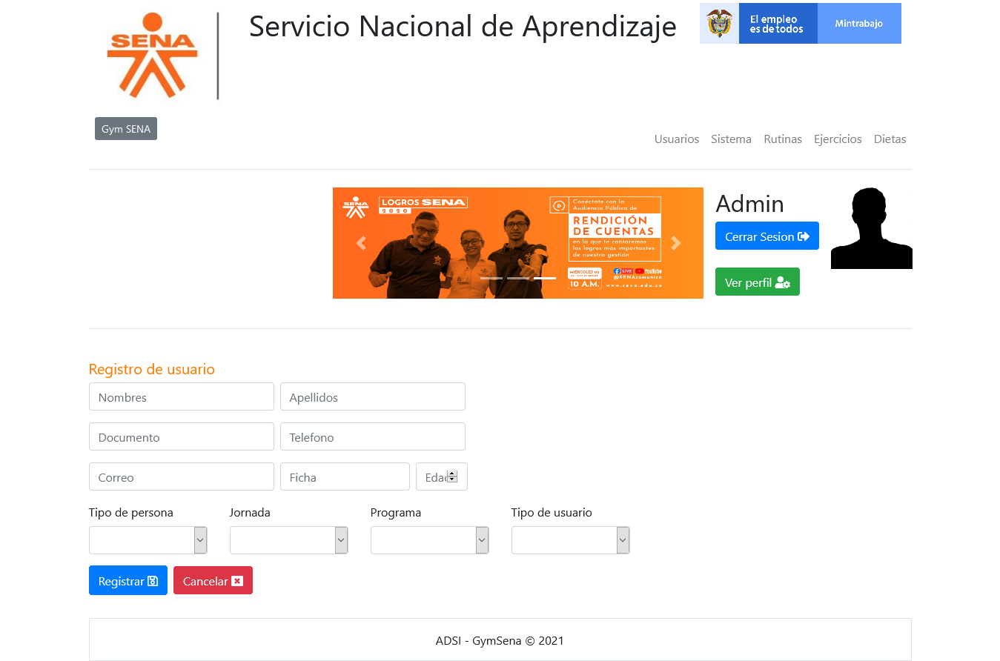 SENA
Servicio Nacional de Aprendizaje
El empleo
es de todos
Mintrabajo
Gym SENA
Usuarios
Sistema
Rutinas
Ejercicios
Dietas
SENA
LOGROS SENA
2020
Conéctate con la
Audiencia Pública de
RENDICIÓN
DE CUENTAS
en la que te contaremos
los logros más importantes
de nuestra gestión
10 A.M.
LIVE
YouTube
@SENAcomunica
www.sena.edu.co
Admin
Cerrar Sesion
Ver perfil
Registro de usuario
Nombres
Apellidos
Documento
Telefono
Correo
Ficha
Edad
Tipo de persona
Jornada
Programa
Tipo de usuario
Registrar
Cancelar
ADSI - GymSena © 2021